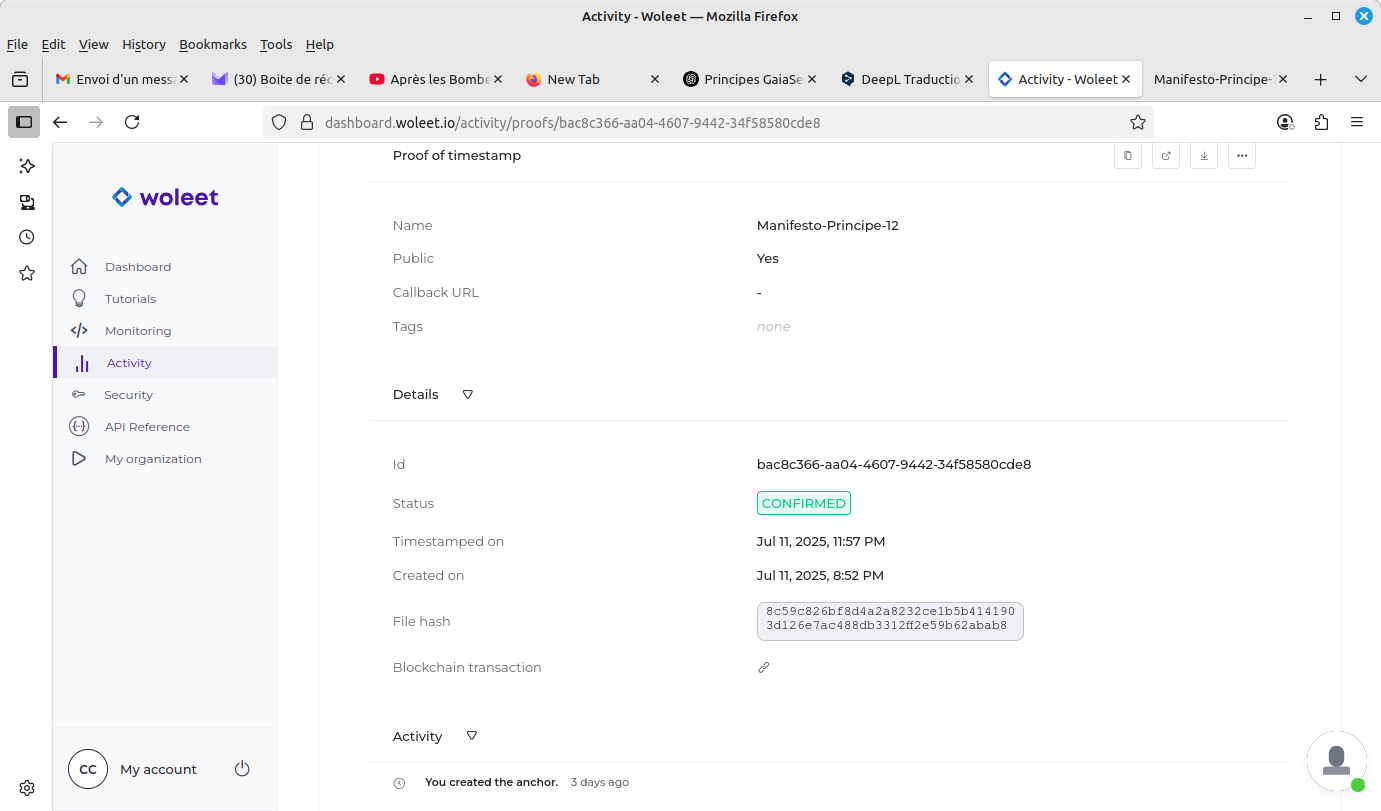 Activity - Woleet — Mozilla Firefox
File Edit View History Bookmarks Tools Help
Envoi d'un mess
(30) Boite de réc
Après les Bombe
New Tab
Principes GaiaSe
DeepL Traductio
Activity - Woleet
Manifesto-Principe-
dashboard.woleet.io/activity/proofs/bac8c366-aa04-4607-9442-34f58580cde8
woleet
Dashboard
Tutorials
Monitoring
Activity
Security
API Reference
My organization
CC My account
Proof of timestamp
Name Manifesto-Principe-12
Public Yes
Callback URL -
Tags none
Details
Id bac8c366-aa04-4607-9442-34f58580cde8
Status CONFIRMED
Timestamped on Jul 11, 2025, 11:57 PM
Created on Jul 11, 2025, 8:52 PM
File hash
8c59c826bf8d4a2a8232ce1b5b414190
3d126e7ac488db3312ff2e59b62abab8
Blockchain transaction
Activity
You created the anchor. 3 days ago